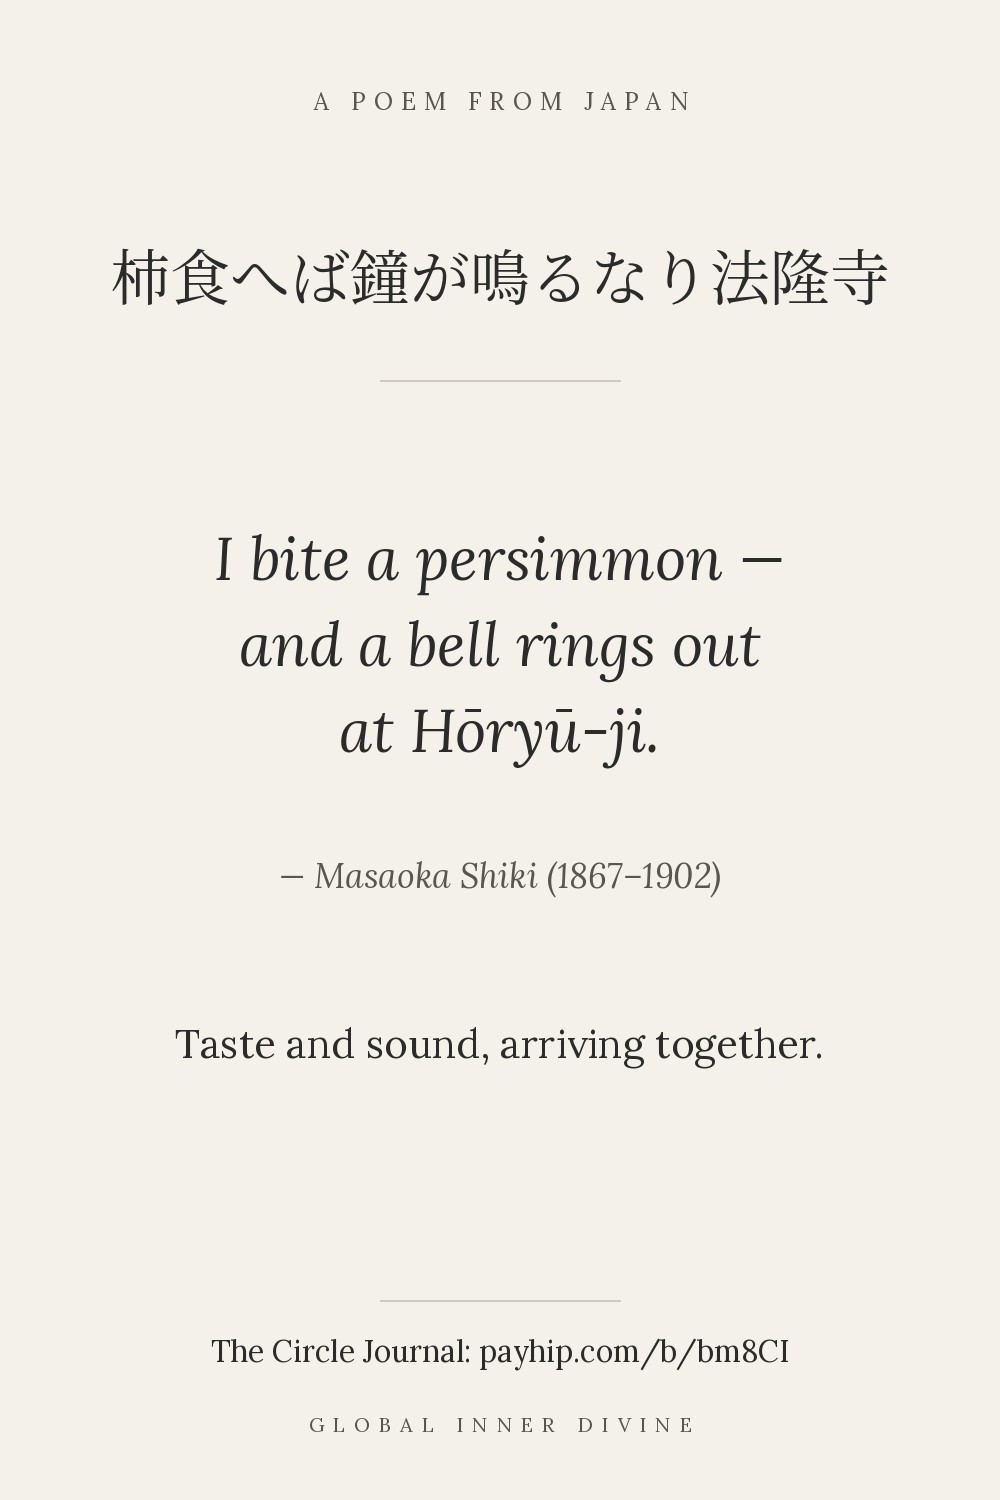 A POEM FROM JAPAN
柿食へば鐘が鳴るなり法隆寺
I bite a persimmon —
and a bell rings out
at Hōryū-ji.
— Masaoka Shiki (1867–1902)
Taste and sound, arriving together.
The Circle Journal: payhip.com/b/bm8CI
GLOBAL INNER DIVINE